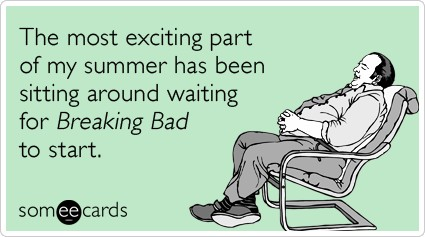 The most exciting part
of my summer has been
sitting around waiting
for Breaking Bad
to start.
someecards